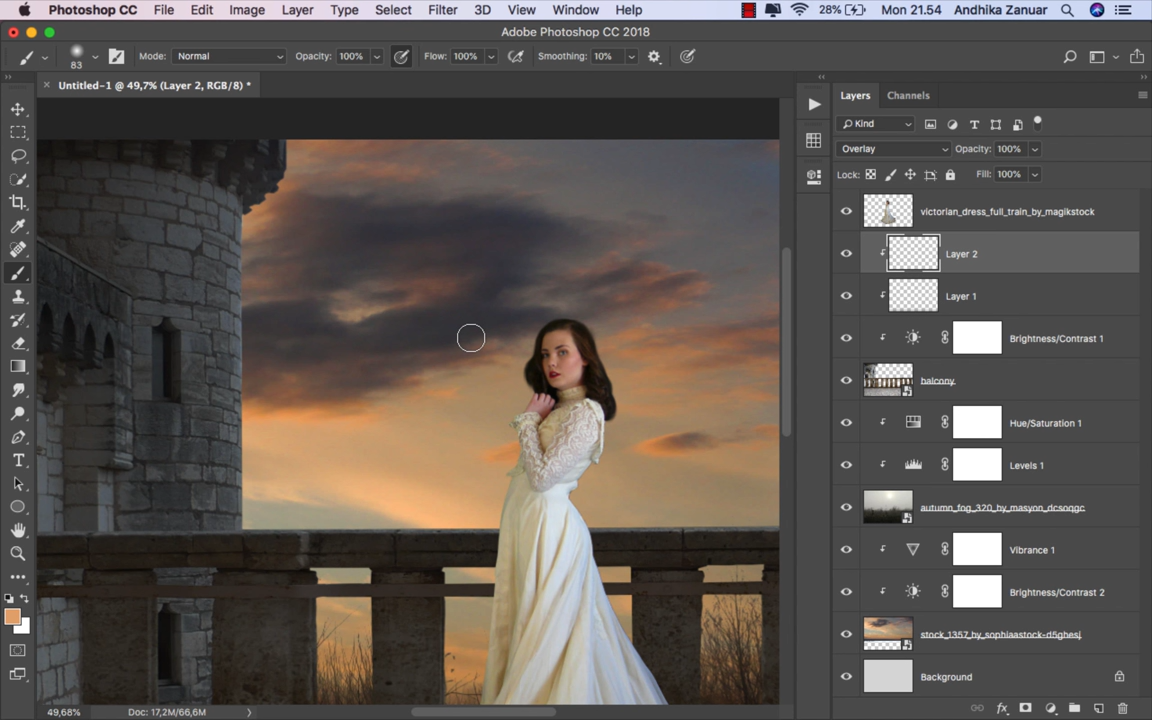 Photoshop CC File Edit Image Layer Type Select Filter 3D View Window Help 28% Mon 21.54 Andhika Zanuar
Adobe Photoshop CC 2018
83 Mode: Normal Opacity: 100% Flow: 100% Smoothing: 10%
Untitled-1 @ 49,7% (Layer 2, RGB/8) *
Layers Channels
Kind
Overlay Opacity: 100%
Lock: Fill: 100%
victorian_dress_full_train_by_magikstock
Layer 2
Layer 1
Brightness/Contrast 1
balcony
Hue/Saturation 1
Levels 1
autumn_fog_320_by_masyon_dcsoqgc
Vibrance 1
Brightness/Contrast 2
stock_1357_by_sophiaastock-d5ghesj
Background
49,68% Doc: 17,2M/66,6M